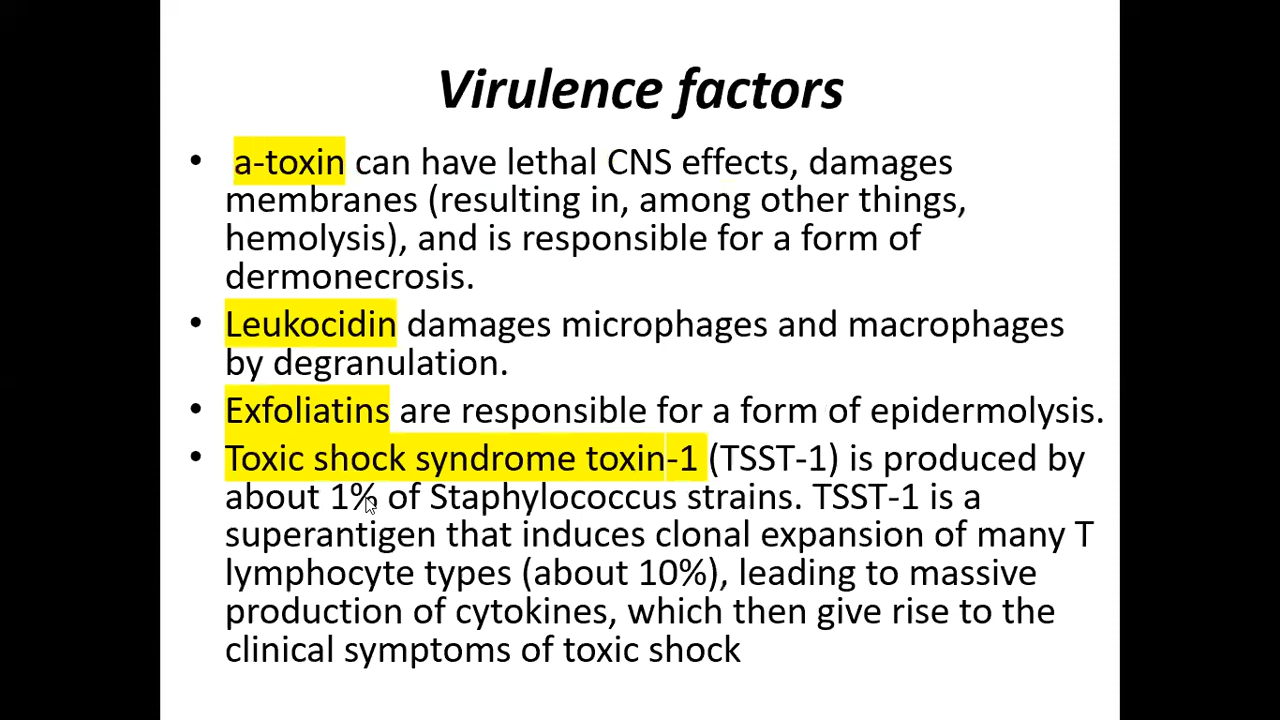 Virulence factors
• a-toxin can have lethal CNS effects, damages
membranes (resulting in, among other things,
hemolysis), and is responsible for a form of
dermonecrosis.
• Leukocidin damages microphages and macrophages
by degranulation.
• Exfoliatins are responsible for a form of epidermolysis.
• Toxic shock syndrome toxin-1 (TSST-1) is produced by
about 1% of Staphylococcus strains. TSST-1 is a
superantigen that induces clonal expansion of many T
lymphocyte types (about 10%), leading to massive
production of cytokines, which then give rise to the
clinical symptoms of toxic shock